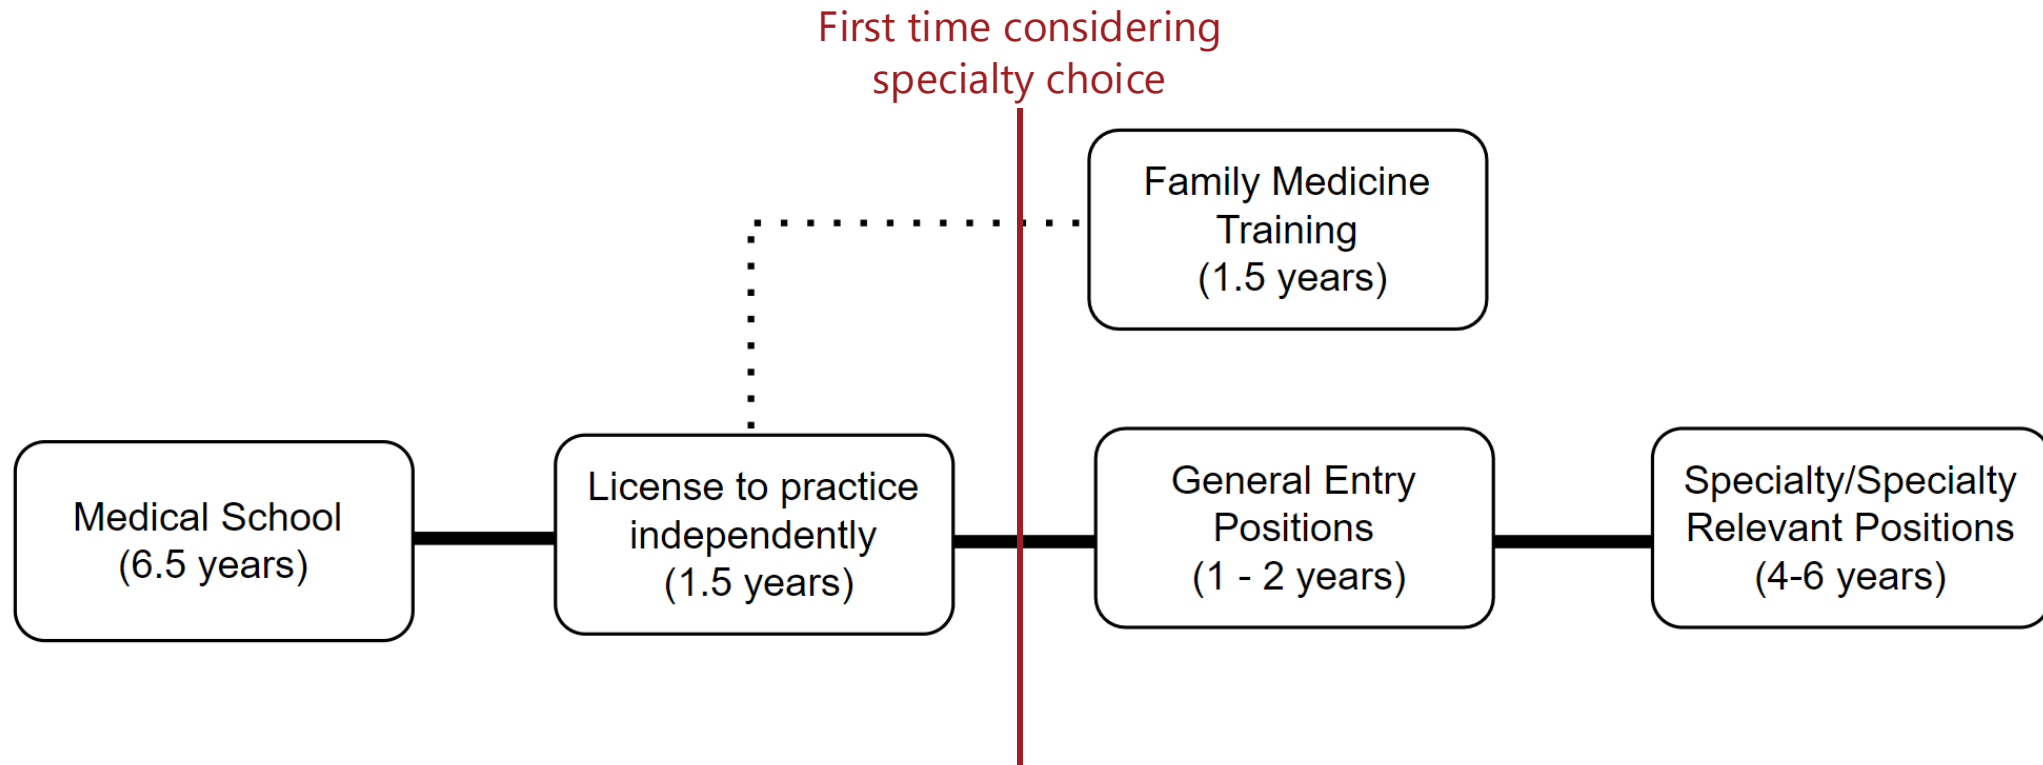 First time considering
specialty choice
Family Medicine
Training
(1.5 years)
Medical School
(6.5 years)
License to practice
independently
(1.5 years)
General Entry
Positions
(1 - 2 years)
Specialty/Specialty
Relevant Positions
(4-6 years)